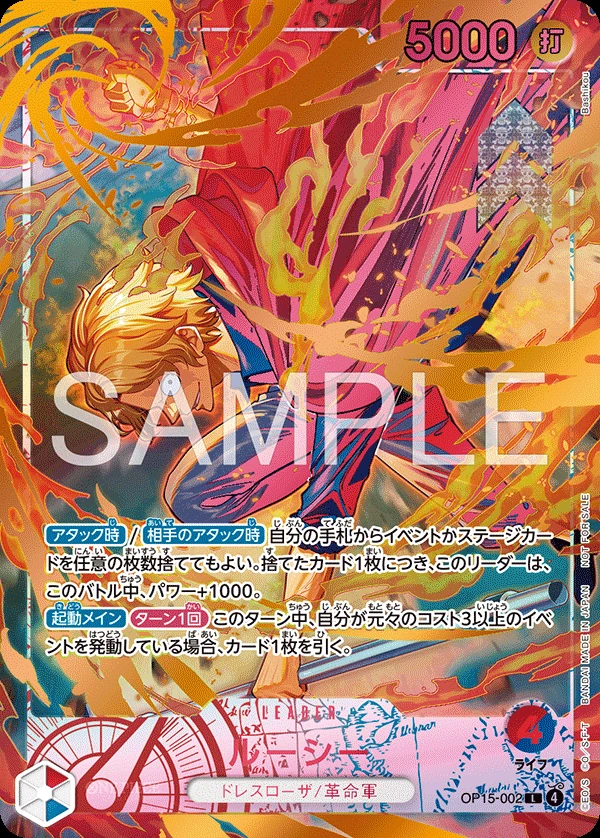 5000 打
Bashikou
SAMPLE
アタック時 / 相手のアタック時 自分の手札からイベントかステージカー
ドを任意の枚数捨ててもよい。捨てたカード1枚につき、このリーダーは、
このバトル中、パワー+1000。
起動メイン ターン1回 このターン中、自分が元々のコスト3以上のイベ
ントを発動している場合、カード1枚を引く。
LEADER
ルーシー
4
ライフ
ドレスローザ/革命軍
OP15-002 L 4
©E.O/S. ©O./S.,F.,T. BANDAI MADE IN JAPAN NOT FOR SALE